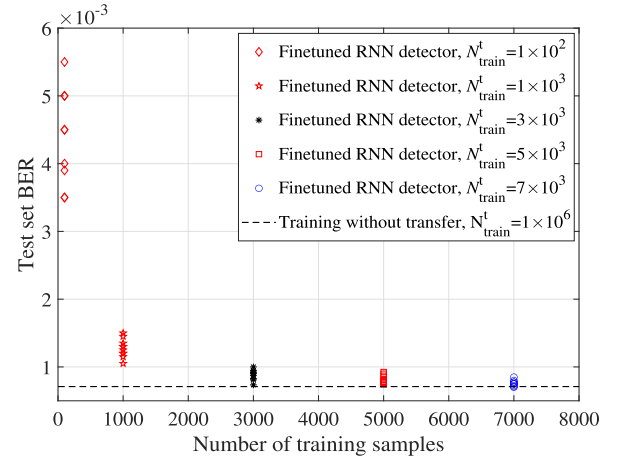 ×10⁻³
6
5
4
3
2
1
Test set BER
0 1000 2000 3000 4000 5000 6000 7000 8000
Number of training samples
Finetuned RNN detector, Nᵗtrain=1×10²
Finetuned RNN detector, Nᵗtrain=1×10³
Finetuned RNN detector, Nᵗtrain=3×10³
Finetuned RNN detector, Nᵗtrain=5×10³
Finetuned RNN detector, Nᵗtrain=7×10³
Training without transfer, Nᵗtrain=1×10⁶